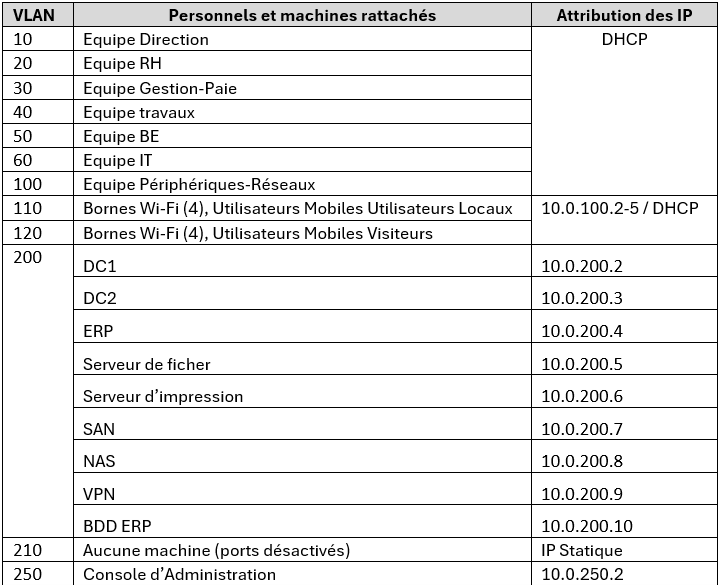 VLAN Personnels et machines rattachés Attribution des IP
10 Equipe Direction DHCP
20 Equipe RH
30 Equipe Gestion-Paie
40 Equipe travaux
50 Equipe BE
60 Equipe IT
100 Equipe Périphériques-Réseaux
110 Bornes Wi-Fi (4), Utilisateurs Mobiles Utilisateurs Locaux 10.0.100.2-5 / DHCP
120 Bornes Wi-Fi (4), Utilisateurs Mobiles Visiteurs
200 DC1 10.0.200.2
DC2 10.0.200.3
ERP 10.0.200.4
Serveur de ficher 10.0.200.5
Serveur d’impression 10.0.200.6
SAN 10.0.200.7
NAS 10.0.200.8
VPN 10.0.200.9
BDD ERP 10.0.200.10
210 Aucune machine (ports désactivés) IP Statique
250 Console d’Administration 10.0.250.2